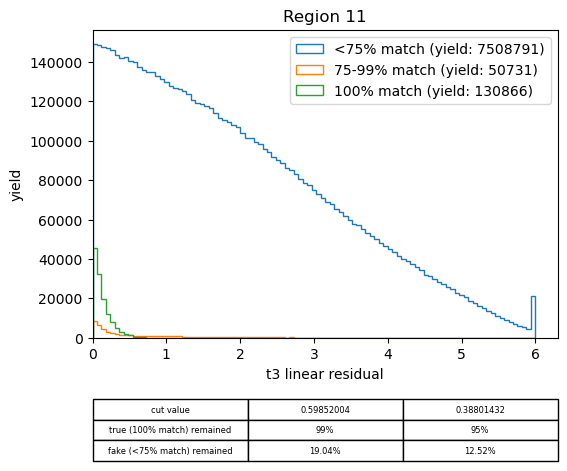 Region 11
<75% match (yield: 7508791)
75-99% match (yield: 50731)
100% match (yield: 130866)
yield
140000
120000
100000
80000
60000
40000
20000
0
0 1 2 3 4 5 6
t3 linear residual
cut value 0.59852004 0.38801432
true (100% match) remained 99% 95%
fake (<75% match) remained 19.04% 12.52%